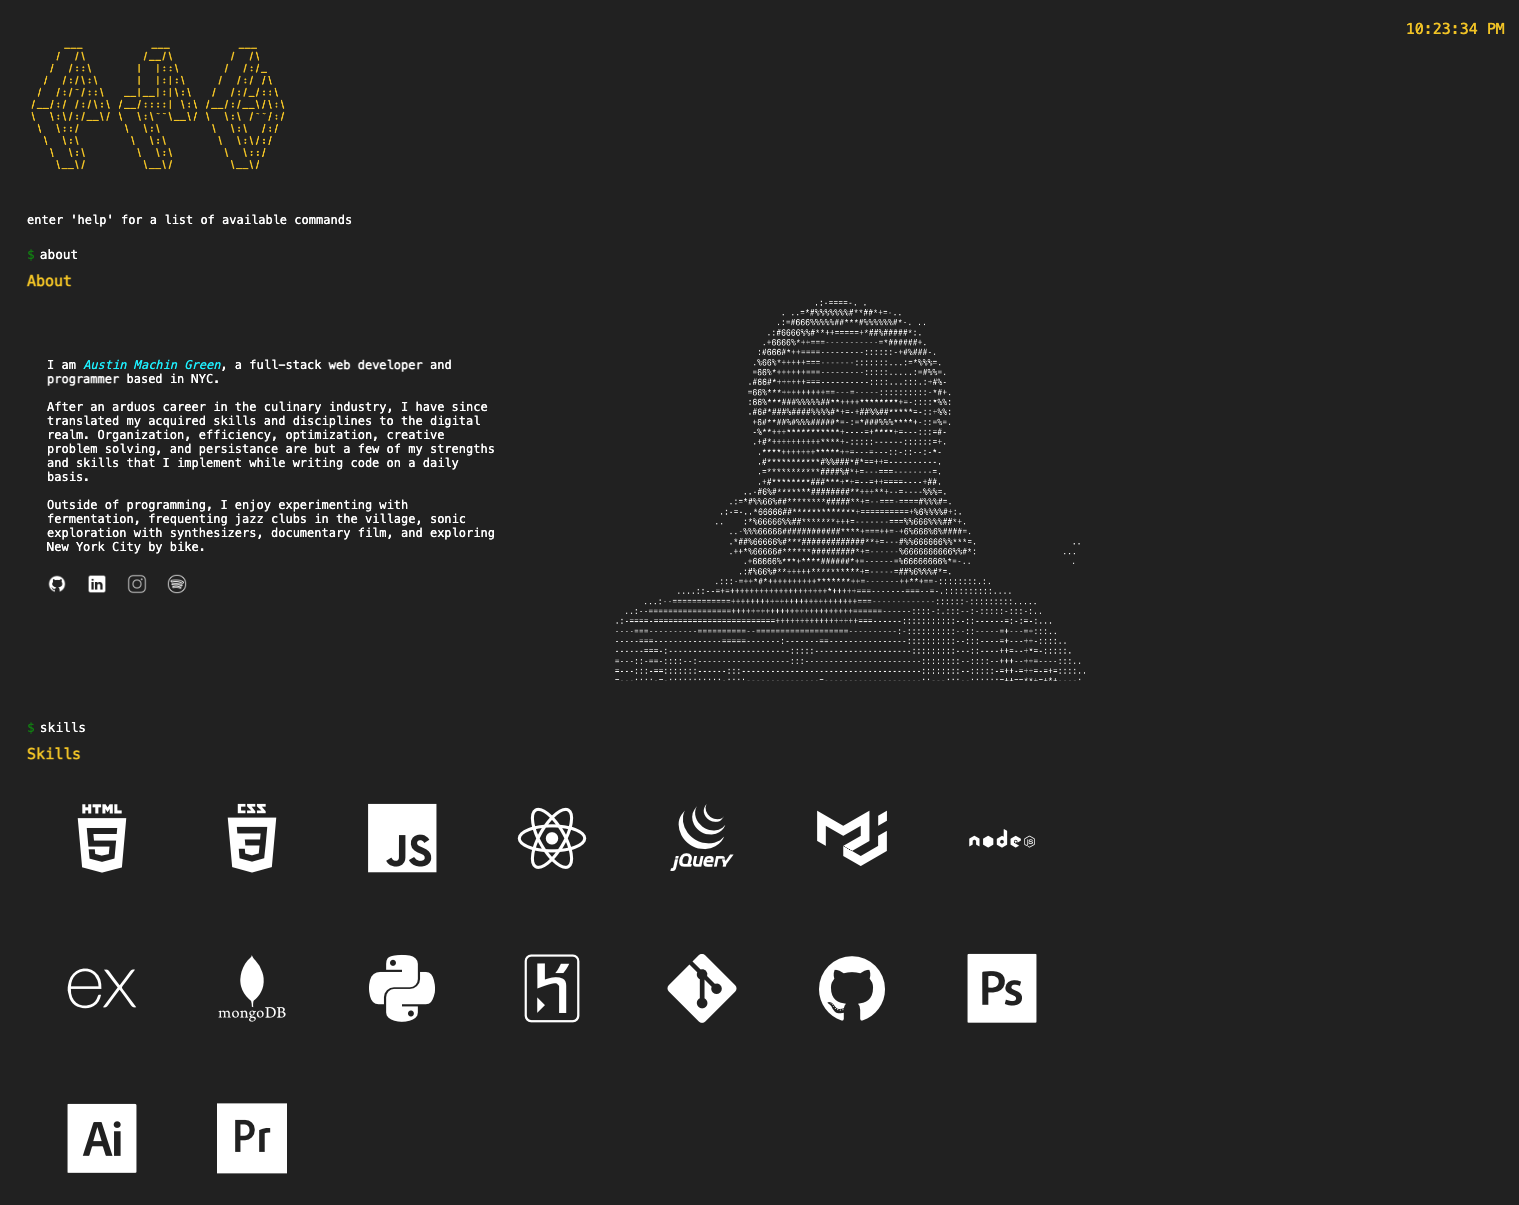 10:23:34 PM
enter 'help' for a list of available commands
$ about
About
I am Austin Machin Green, a full-stack web developer and
programmer based in NYC.
After an arduos career in the culinary industry, I have since
translated my acquired skills and disciplines to the digital
realm. Organization, efficiency, optimization, creative
problem solving, and persistance are but a few of my strengths
and skills that I implement while writing code on a daily
basis.
Outside of programming, I enjoy experimenting with
fermentation, frequenting jazz clubs in the village, sonic
exploration with synthesizers, documentary film, and exploring
New York City by bike.
in
$ skills
Skills
HTML 5
CSS 3
JS
jQuery
node JS
ex
mongoDB
Ps
Ai
Pr